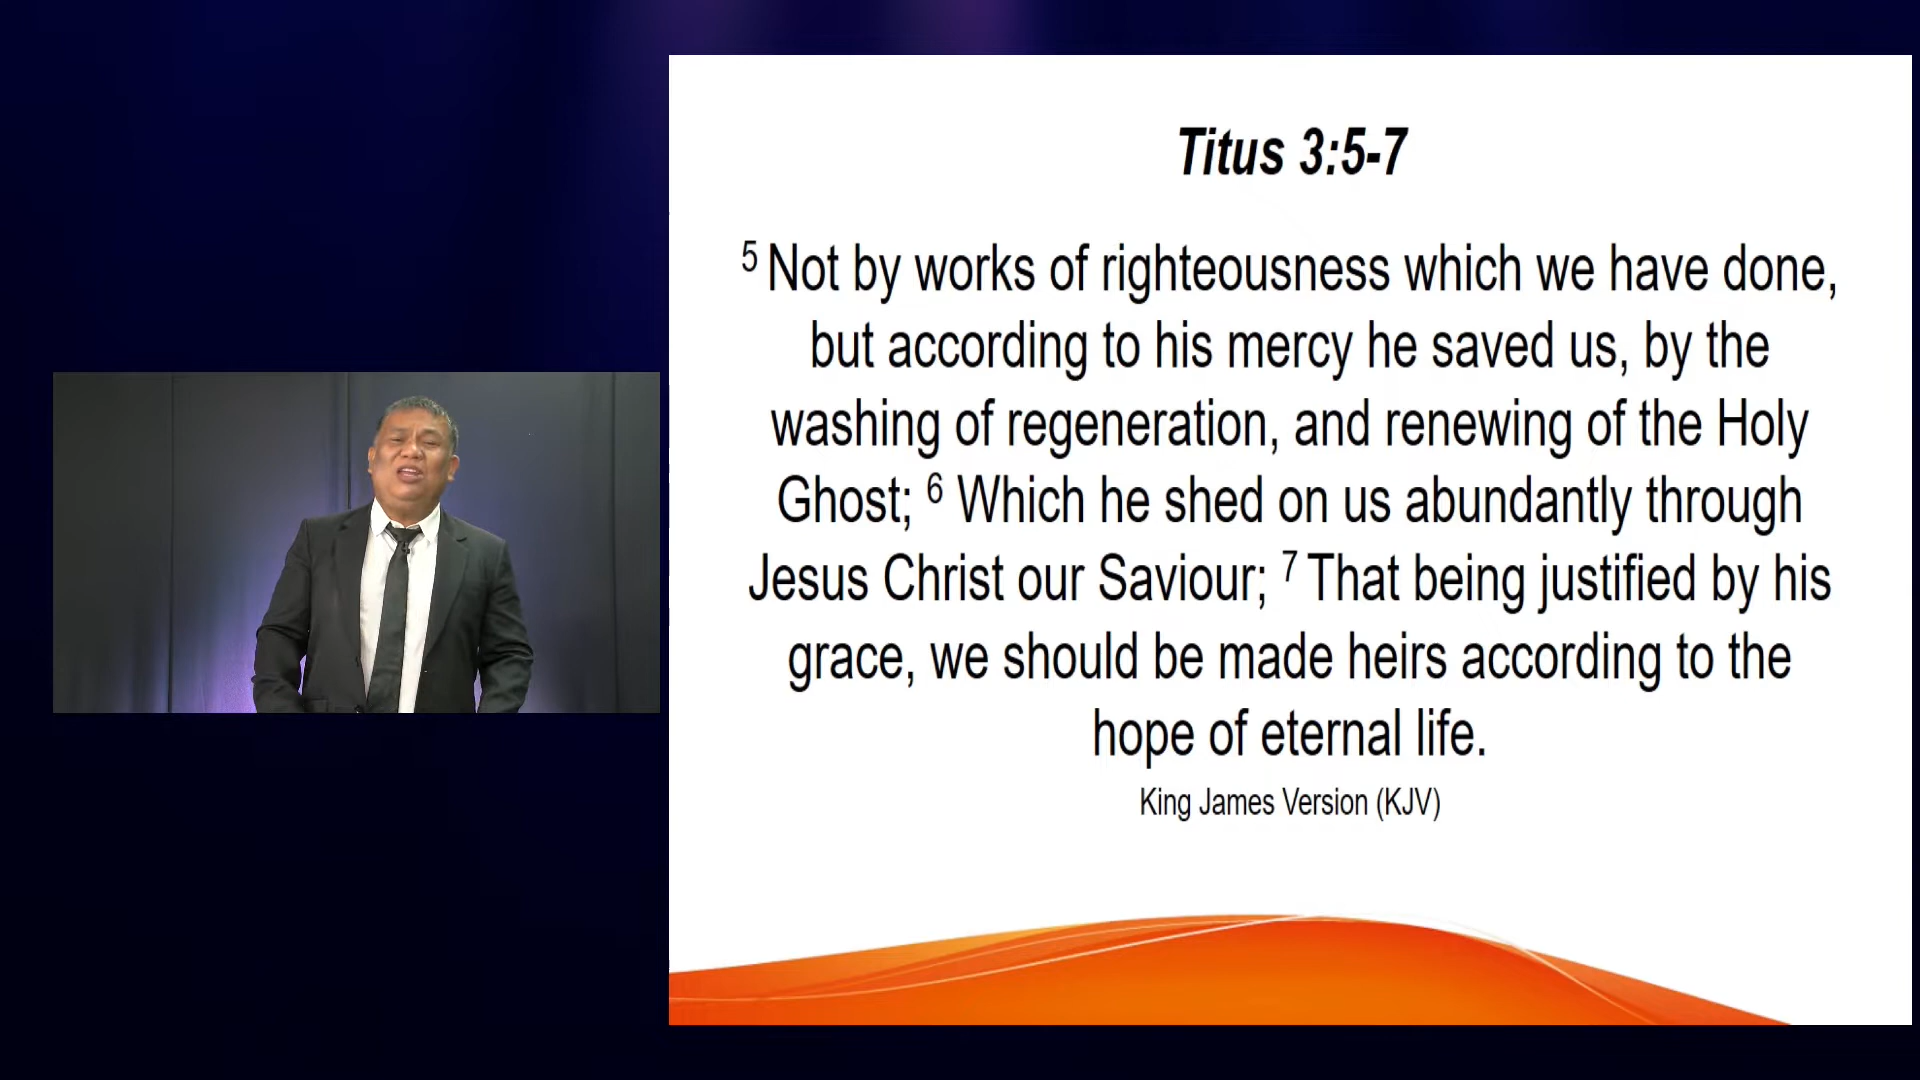 Titus 3:5-7
5 Not by works of righteousness which we have done,
but according to his mercy he saved us, by the
washing of regeneration, and renewing of the Holy
Ghost; 6 Which he shed on us abundantly through
Jesus Christ our Saviour; 7 That being justified by his
grace, we should be made heirs according to the
hope of eternal life.
King James Version (KJV)